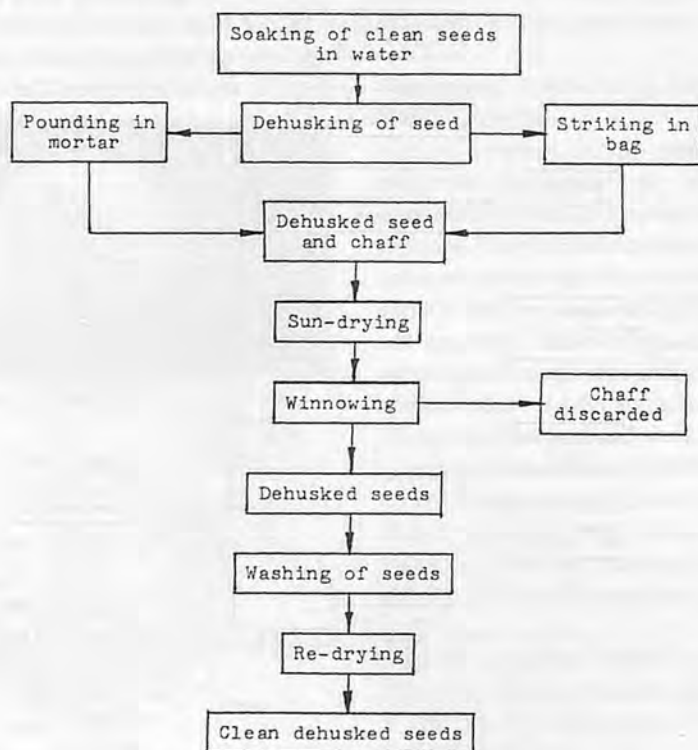 Soaking of clean seeds
in water
Pounding in
mortar
Dehusking of seed
Striking in
bag
Dehusked seed
and chaff
Sun-drying
Winnowing
Chaff
discarded
Dehusked seeds
Washing of seeds
Re-drying
Clean dehusked seeds